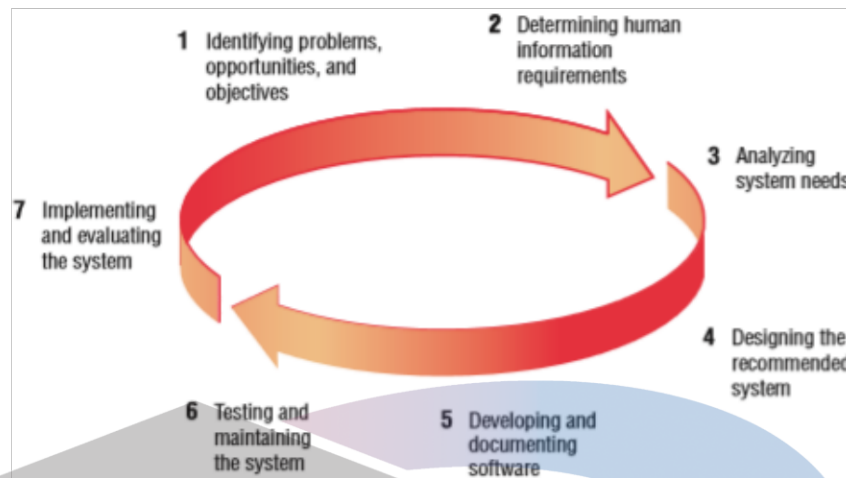 1 Identifying problems,
opportunities, and
objectives
2 Determining human
information
requirements
3 Analyzing
system needs
4 Designing the
recommended
system
5 Developing and
documenting
software
6 Testing and
maintaining
the system
7 Implementing
and evaluating
the system